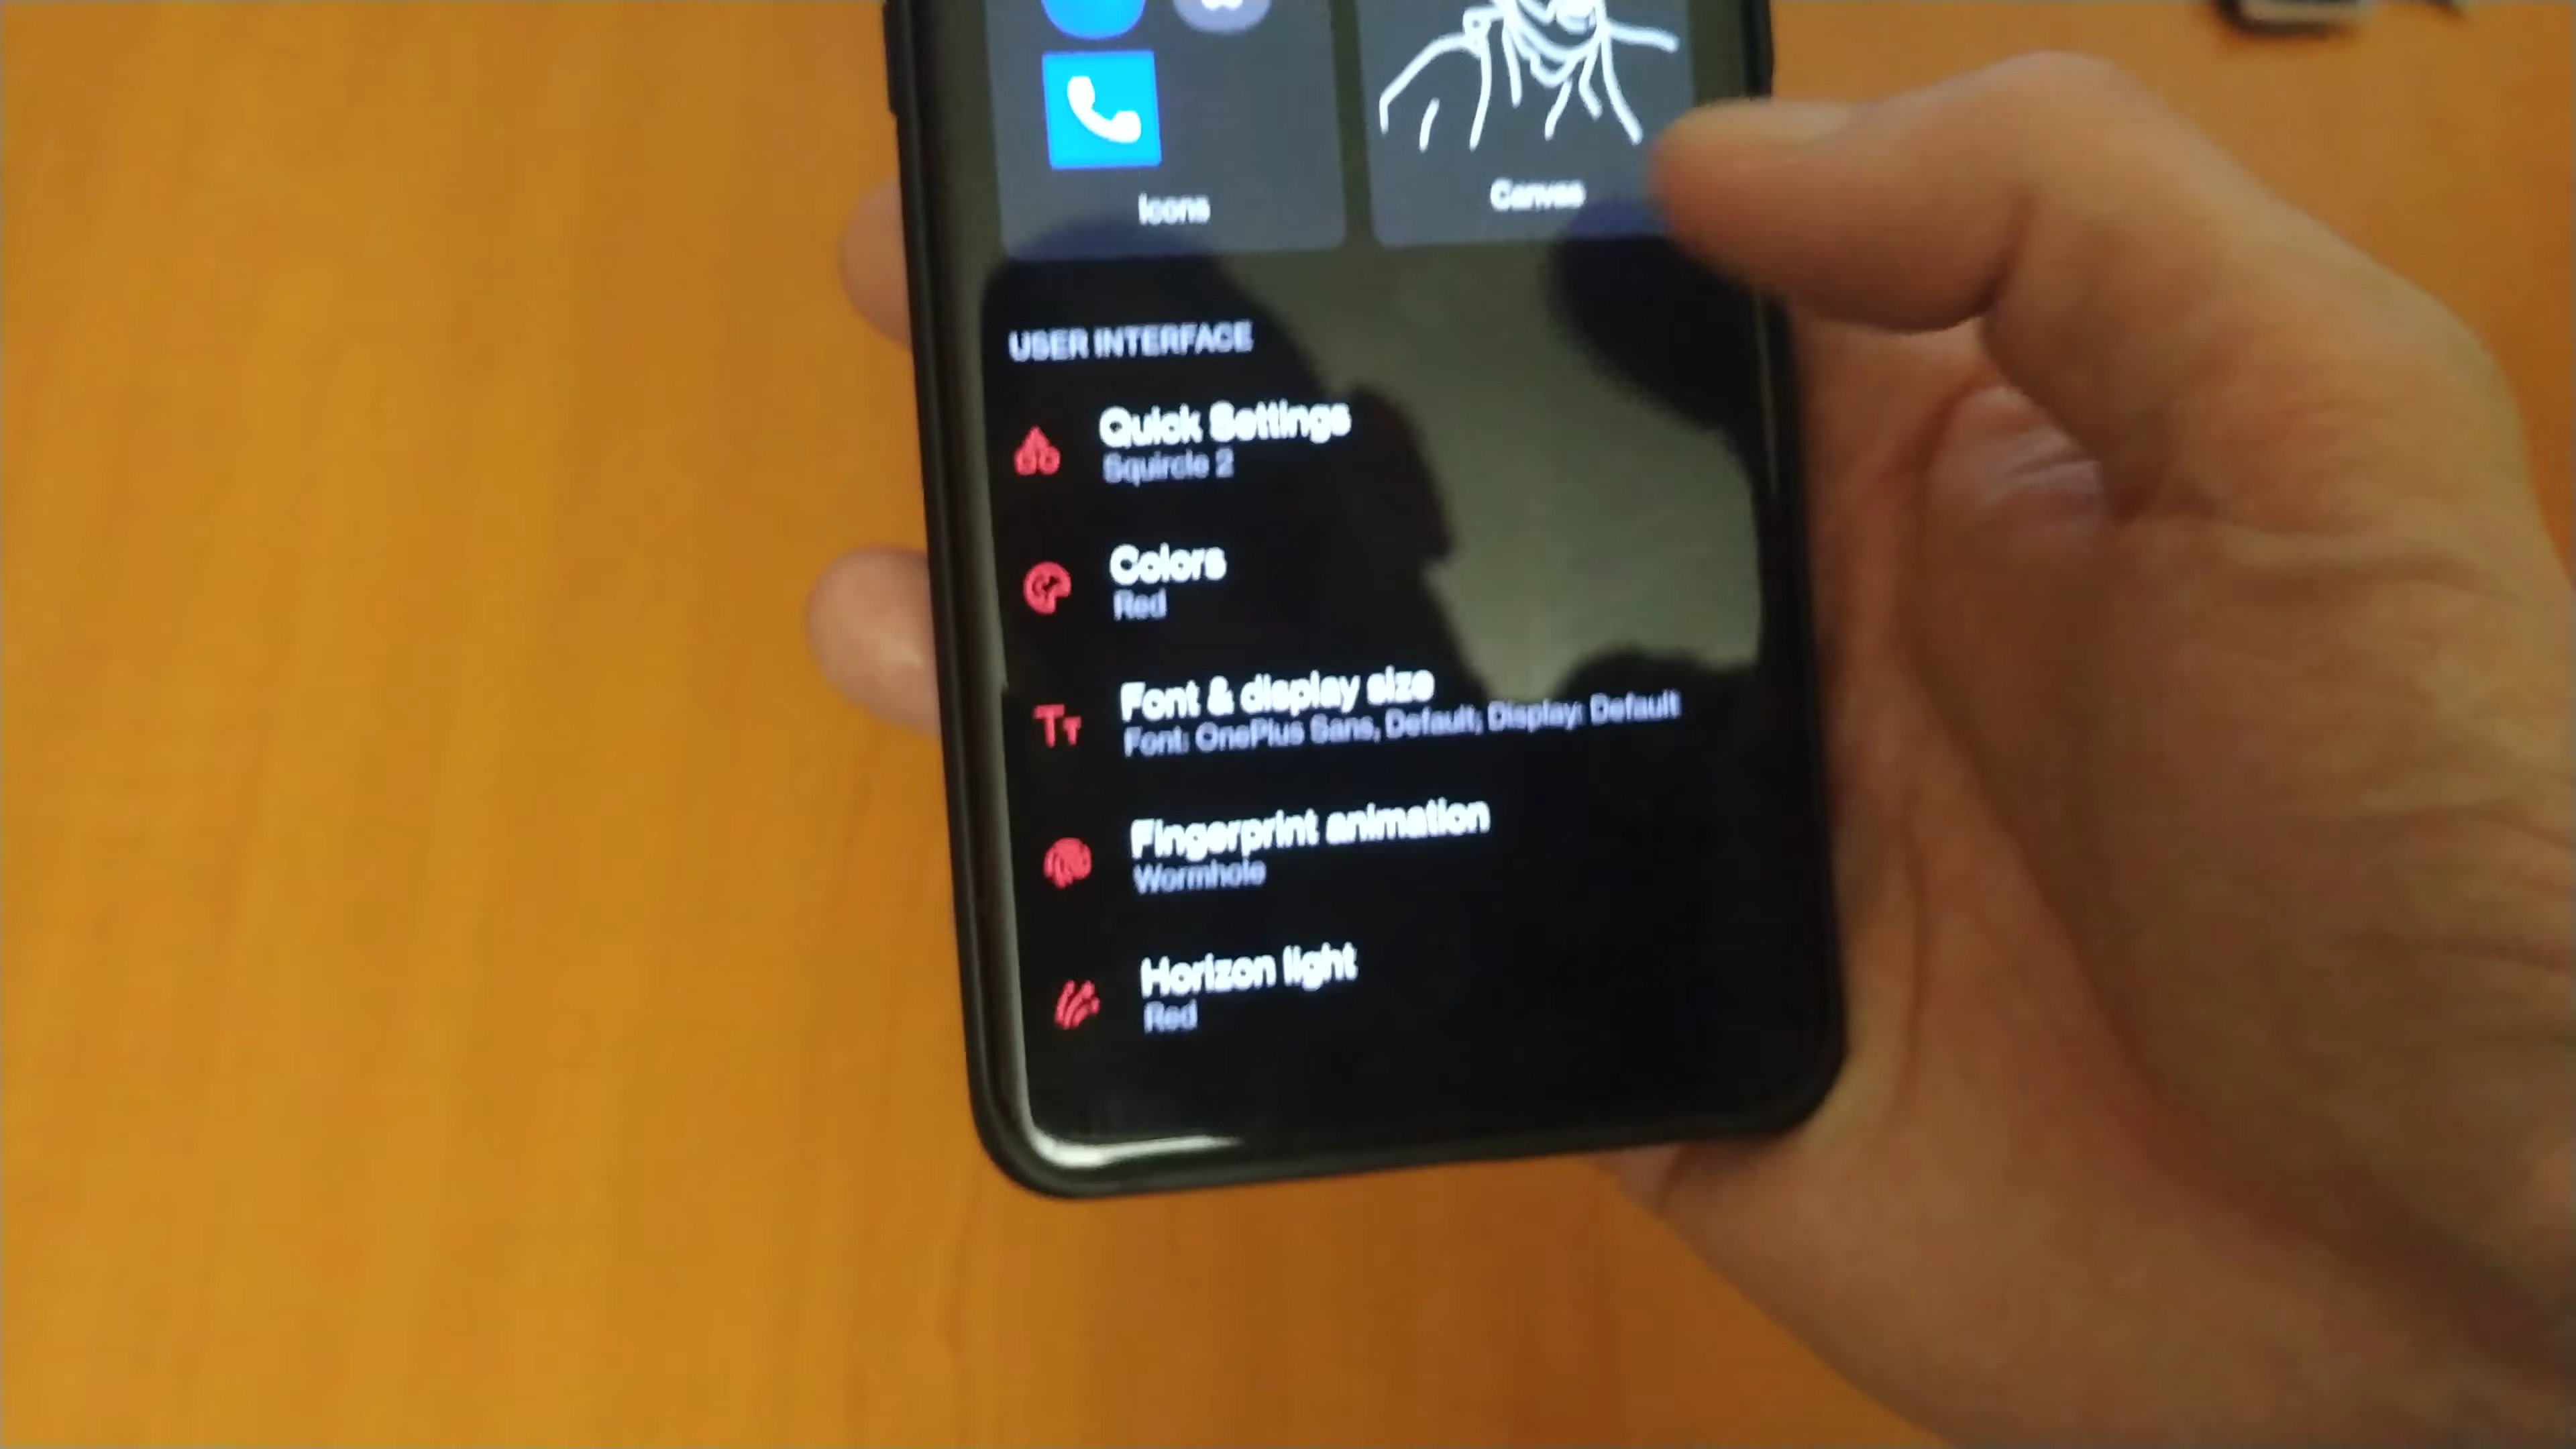 Icons
Canvas
USER INTERFACE
Quick Settings
Squircle 2
Colors
Red
Font & display size
Font: OnePlus Sans, Default; Display: Default
Fingerprint animation
Wormhole
Horizon light
Red